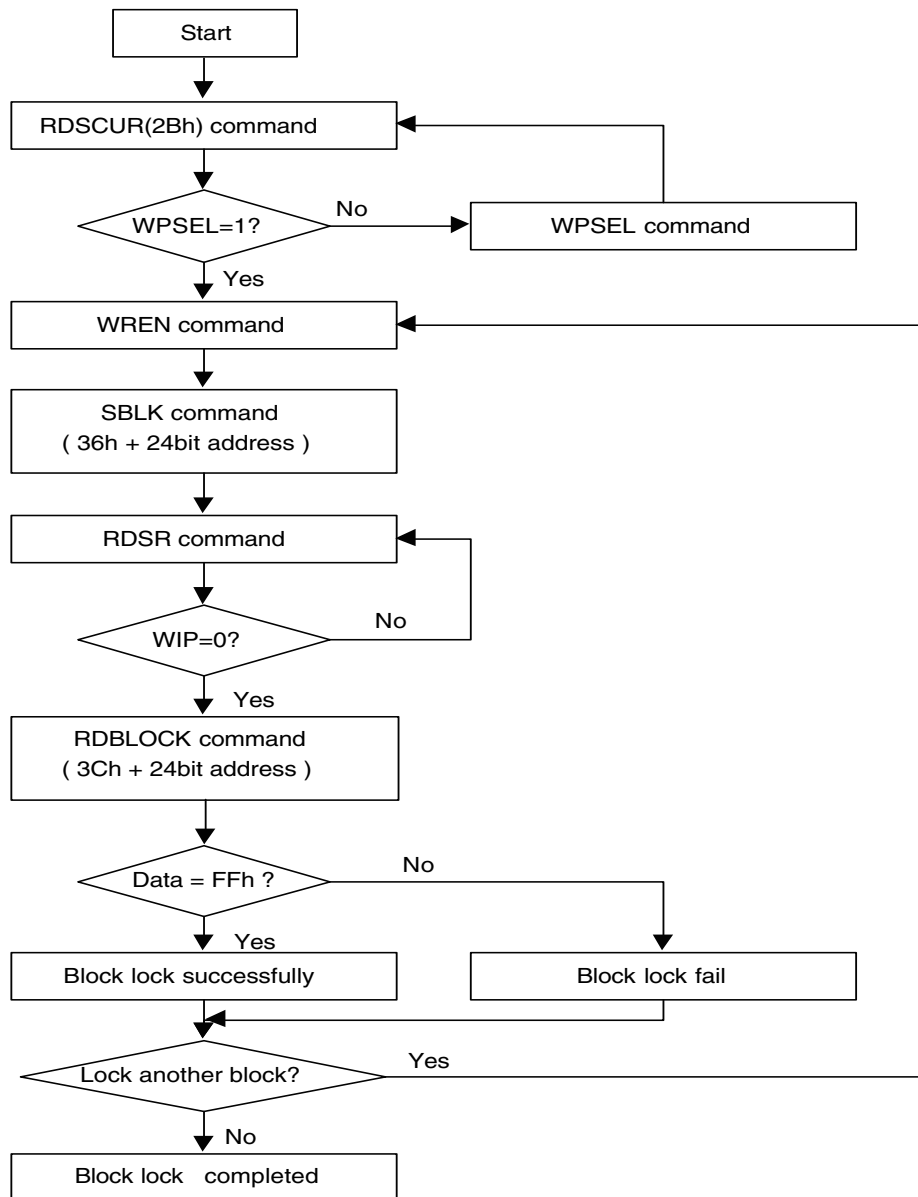 Start
RDSCUR(2Bh) command
WPSEL=1?
No
WPSEL command
Yes
WREN command
SBLK command
( 36h + 24bit address )
RDSR command
WIP=0?
No
Yes
RDBLOCK command
( 3Ch + 24bit address )
Data = FFh ?
No
Yes
Block lock successfully
Block lock fail
Lock another block?
Yes
No
Block lock completed